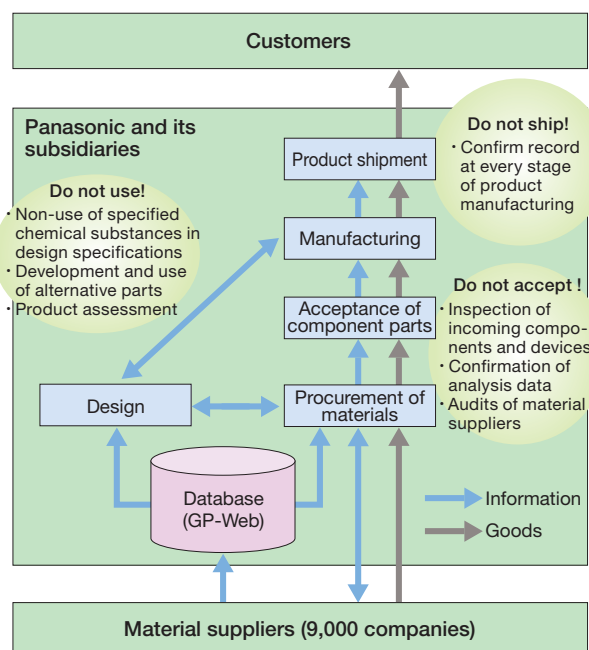 Customers
Panasonic and its
subsidiaries
Do not ship!
· Confirm record
at every stage
of product
manufacturing
Product shipment
Do not use!
· Non-use of specified
chemical substances in
design specifications
· Development and use
of alternative parts
· Product assessment
Manufacturing
Do not accept !
· Inspection of
incoming compo-
nents and devices
· Confirmation of
analysis data
· Audits of material
suppliers
Acceptance of
component parts
Design
Procurement of
materials
Database
(GP-Web)
Information
Goods
Material suppliers (9,000 companies)